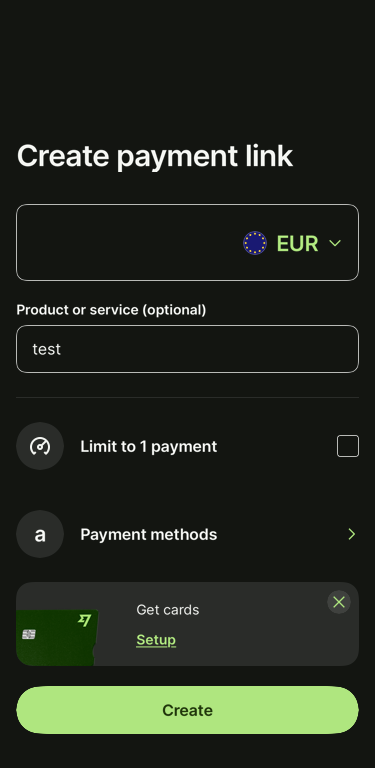 Create payment link
EUR
Product or service (optional)
test
Limit to 1 payment
a
Payment methods
Get cards
Setup
Create